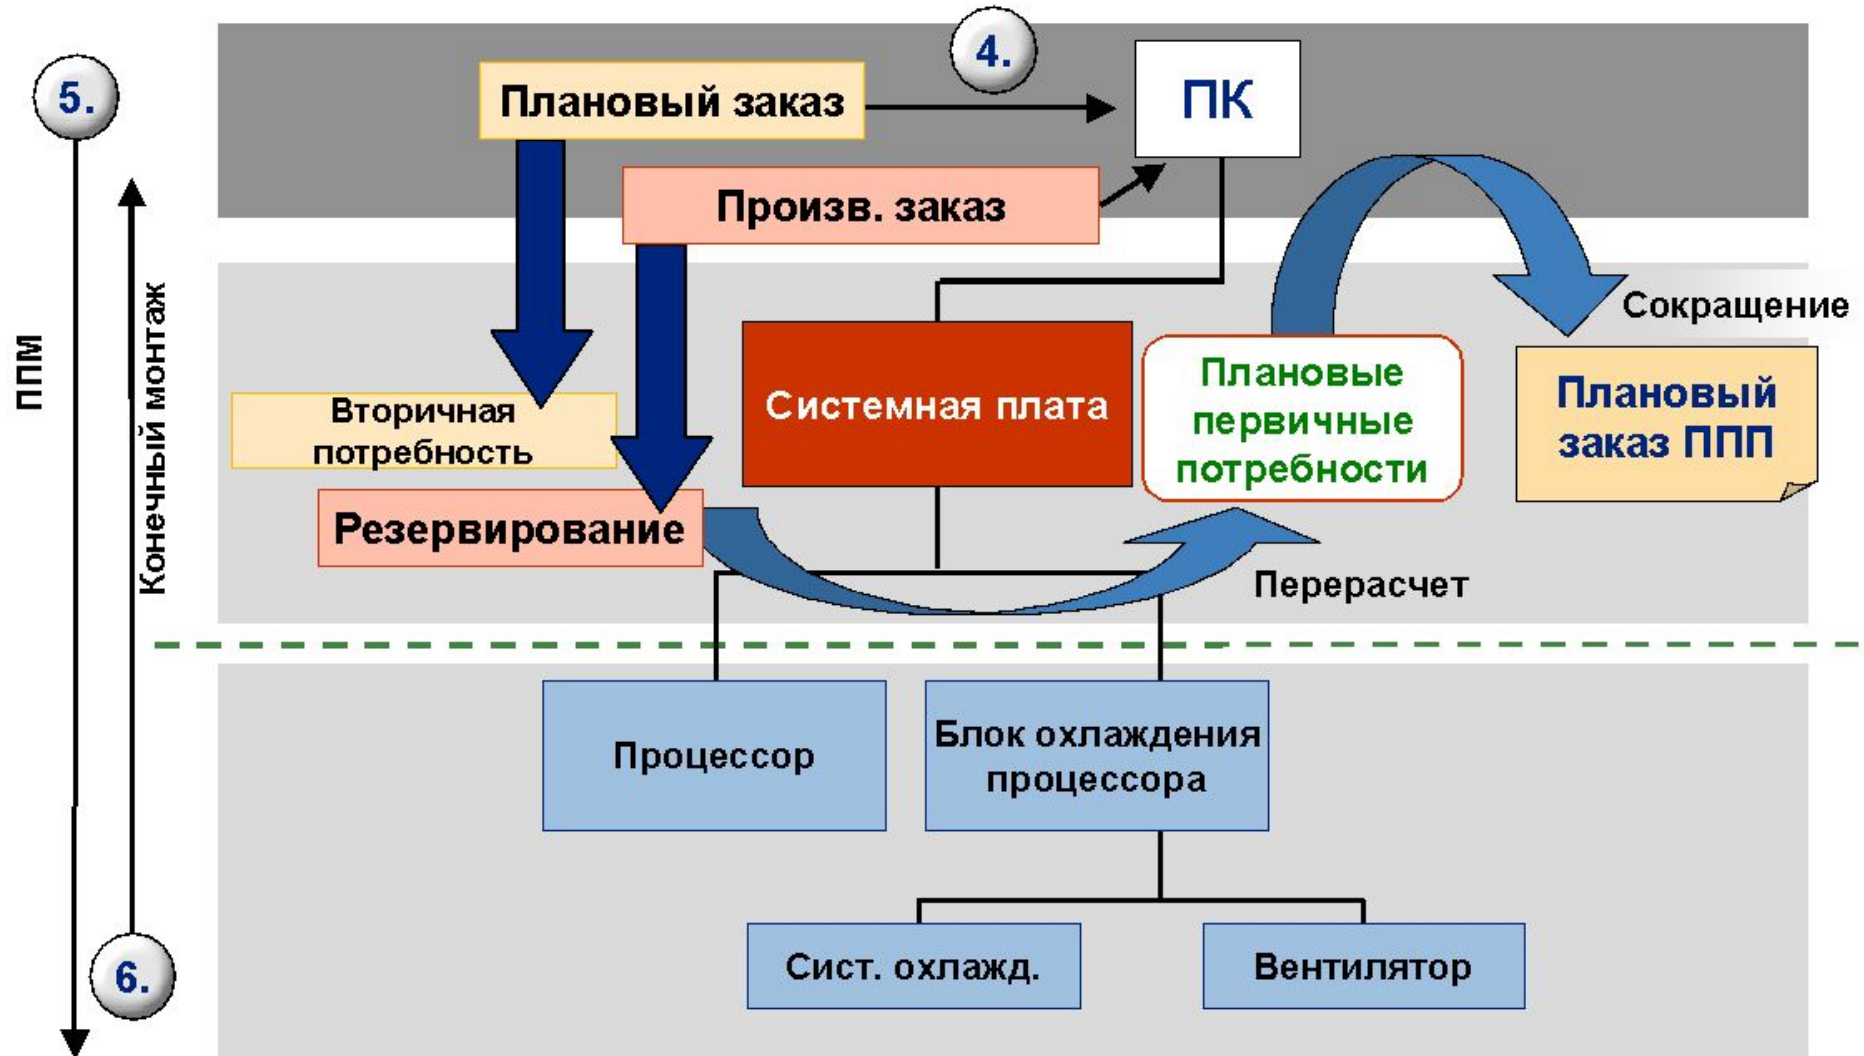 4.
5.
Плановый заказ
ПК
Произв. заказ
Сокращение
ППМ
Конечный монтаж
Вторичная
потребность
Системная плата
Плановые
первичные
потребности
Плановый
заказ ППП
Резервирование
Перерасчет
Процессор
Блок охлаждения
процессора
6.
Сист. охлажд.
Вентилятор